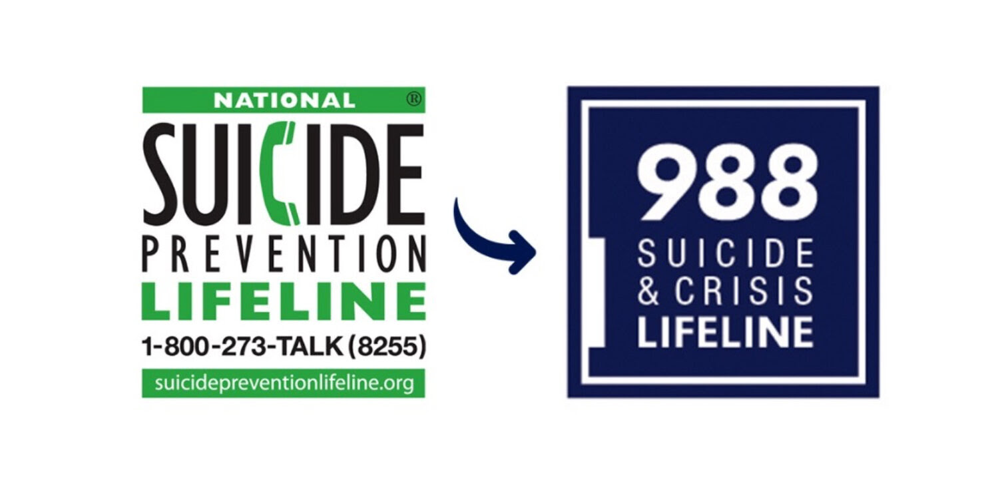 NATIONAL ®
SUICIDE
PREVENTION
LIFELINE
1-800-273-TALK (8255)
suicidepreventionlifeline.org
988
SUICIDE
& CRISIS
LIFELINE